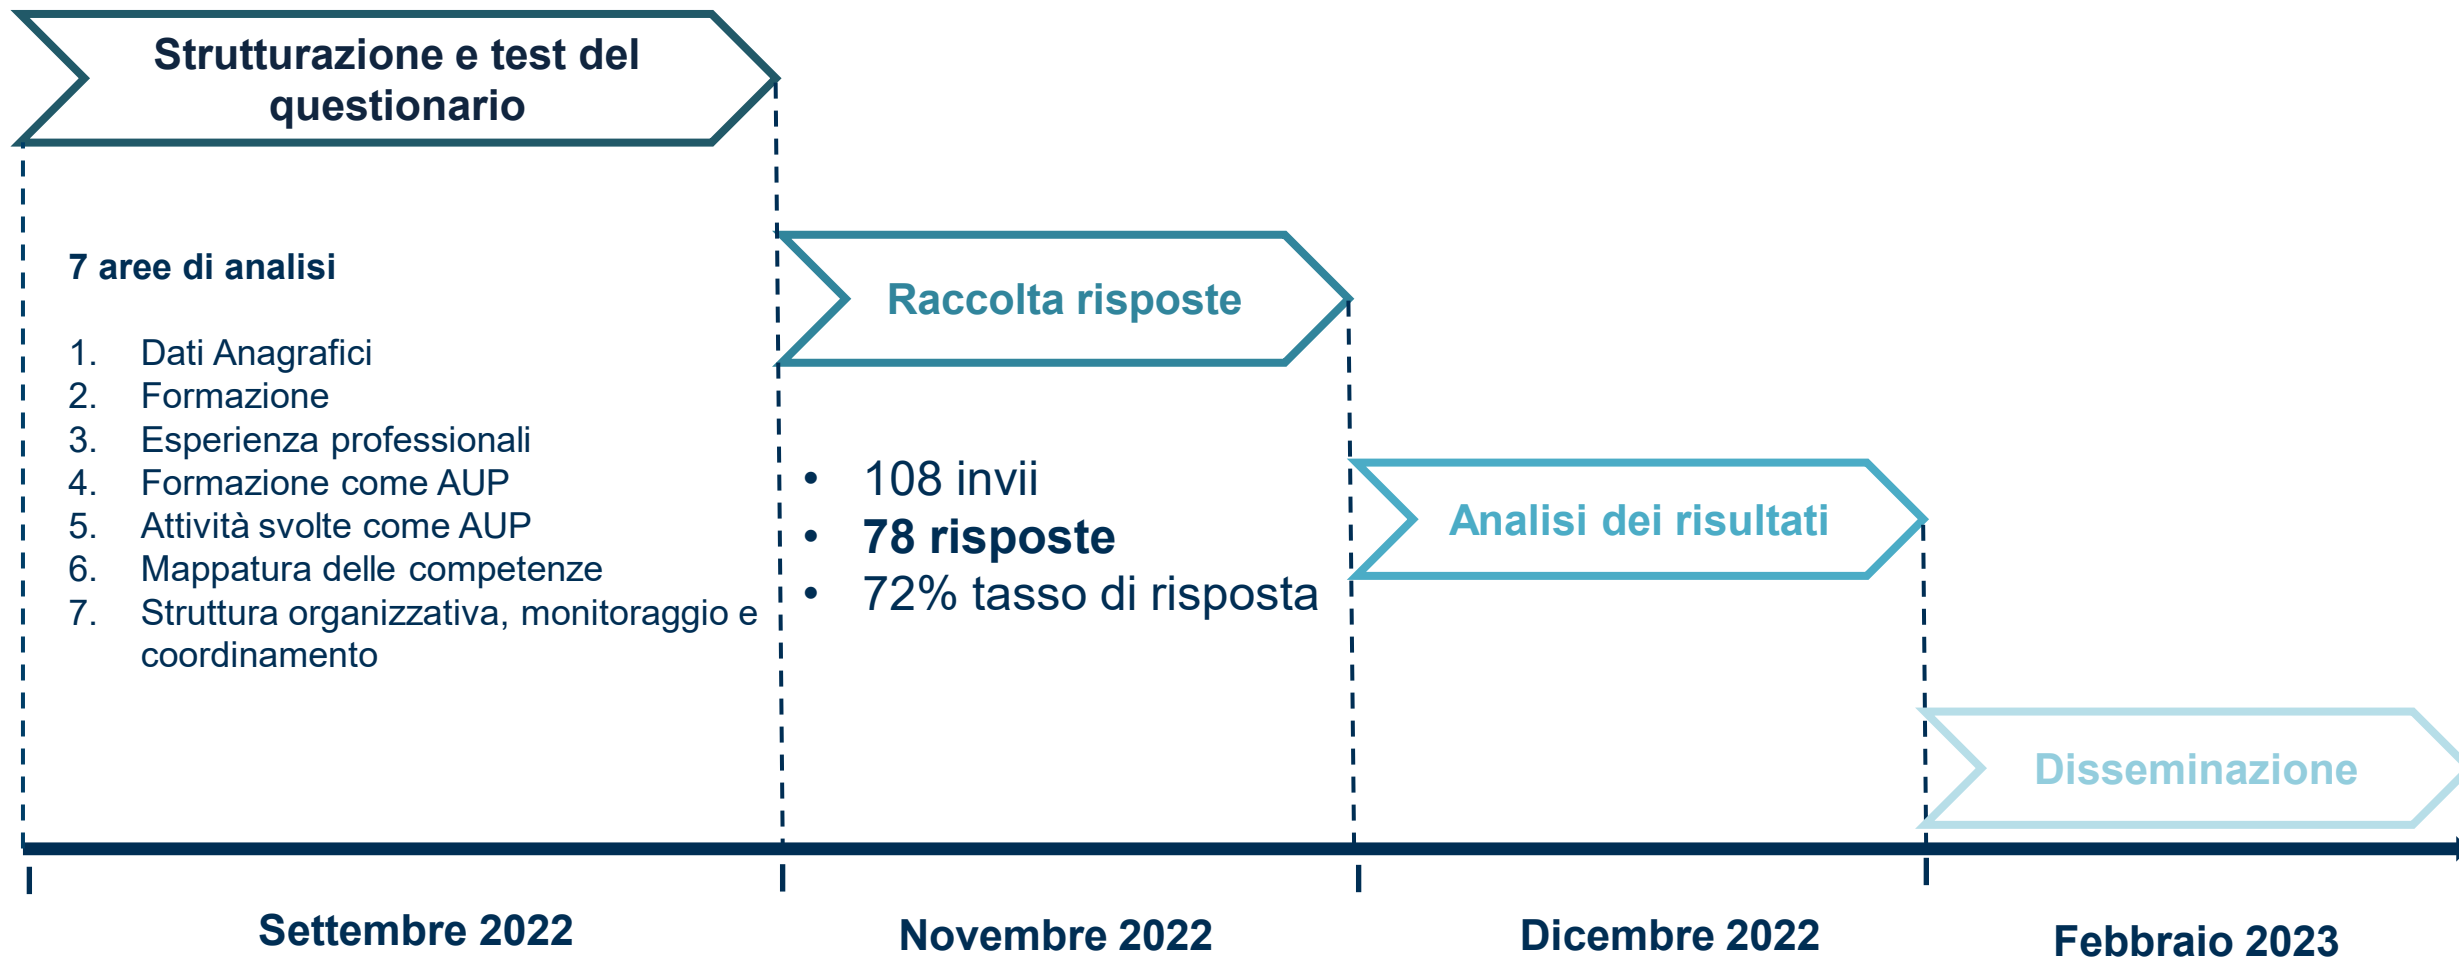 Strutturazione e test del
questionario
7 aree di analisi
1. Dati Anagrafici
2. Formazione
3. Esperienza professionali
4. Formazione come AUP
5. Attività svolte come AUP
6. Mappatura delle competenze
7. Struttura organizzativa, monitoraggio e
coordinamento
Raccolta risposte
• 108 invii
• 78 risposte
• 72% tasso di risposta
Analisi dei risultati
Disseminazione
Settembre 2022
Novembre 2022
Dicembre 2022
Febbraio 2023